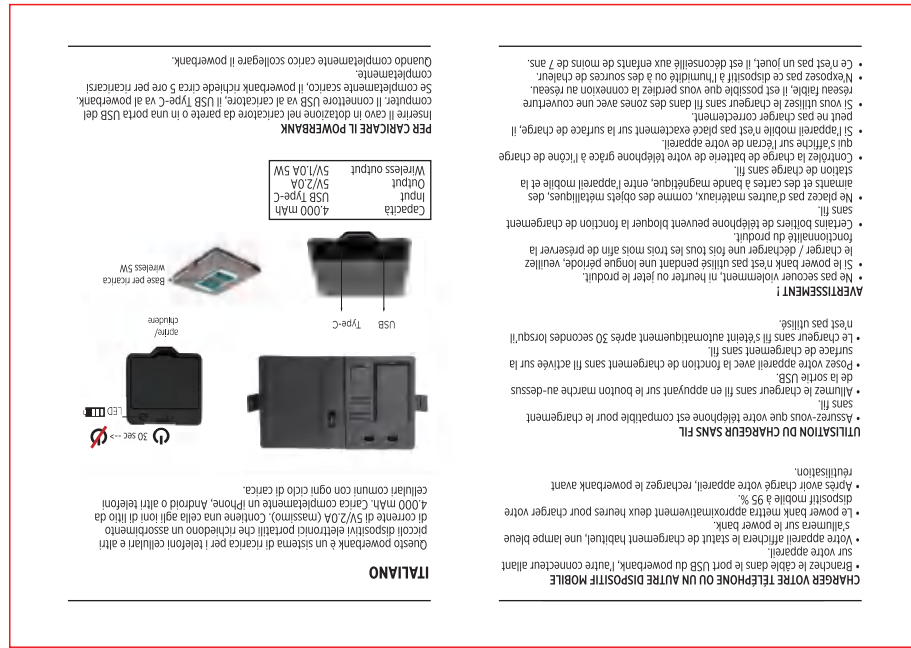 CHARGER VOTRE TÉLÉPHONE OU UN AUTRE DISPOSITIF MOBILE
• Branchez le câble dans le port USB du powerbank, l'autre connecteur allant
sur votre appareil.
• Votre appareil affichera le statut de chargement habituel, une lampe bleue
s'allumera sur le power bank.
• Le power bank mettra approximativement deux heures pour charger votre
dispositif mobile à 95 %.
• Après avoir chargé votre appareil, rechargez le powerbank avant
réutilisation.
UTILISATION DU CHARGEUR SANS FIL
• Assurez-vous que votre téléphone est compatible pour le chargement
sans fil.
• Allumez le chargeur sans fil en appuyant sur le bouton marche au-dessus
de la sortie USB.
• Posez votre appareil avec la fonction de chargement sans fil activée sur la
surface de chargement sans fil.
• Le chargeur sans fil s'éteint automatiquement après 30 secondes lorsqu'il
n'est pas utilisé.
AVERTISSEMENT !
• Ne pas secouer violemment, ni heurter ou jeter le produit.
• Si le power bank n'est pas utilisé pendant une longue période, veuillez
le charger / décharger une fois tous les trois mois afin de préserver la
fonctionnalité du produit.
• Certains boîtiers de téléphone peuvent bloquer la fonction de chargement
sans fil.
• Ne placez pas d'autres matériaux, comme des objets métalliques, des
aimants et des cartes à bande magnétique, entre l'appareil mobile et la
station de charge sans fil.
• Contrôlez la charge de batterie de votre téléphone grâce à l'icône de charge
qui s'affiche sur l'écran de votre appareil.
• Si l'appareil mobile n'est pas placé exactement sur la surface de charge, il
peut ne pas charger correctement.
• Si vous utilisez le chargeur sans fil dans des zones avec une couverture
réseau faible, il est possible que vous perdiez la connexion au réseau.
• N'exposez pas ce dispositif à l'humidité ou à des sources de chaleur.
• Ce n'est pas un jouet, il est déconseillé aux enfants de moins de 7 ans.
ITALIANO
Questo powerbank è un sistema di ricarica per i telefoni cellulari e altri
piccoli dispositivi elettronici portatili che richiedono un assorbimento
di corrente di 5V/2.0A (massimo). Contiene una cella agli ioni di litio da
4.000 mAh. Carica completamente un iPhone, Android o altri telefoni
cellulari comuni con ogni ciclo di carica.
30 sec -->
LED
aprire/
chiudere
USB
Type-C
Base per ricarica
wireless 5W
Capacità 4.000 mAh
Input USB Type-C
Output 5V/2.0A
Wireless output 5V/1.0A 5W
PER CARICARE IL POWERBANK
Inserire il cavo in dotazione nel caricatore da parete o in una porta USB del
computer. Il connettore USB va al caricatore, il USB Type-C va al powerbank.
Se completamente scarico, il powerbank richiede circa 5 ore per ricaricarsi
completamente.
Quando completamente carico scollegare il powerbank.